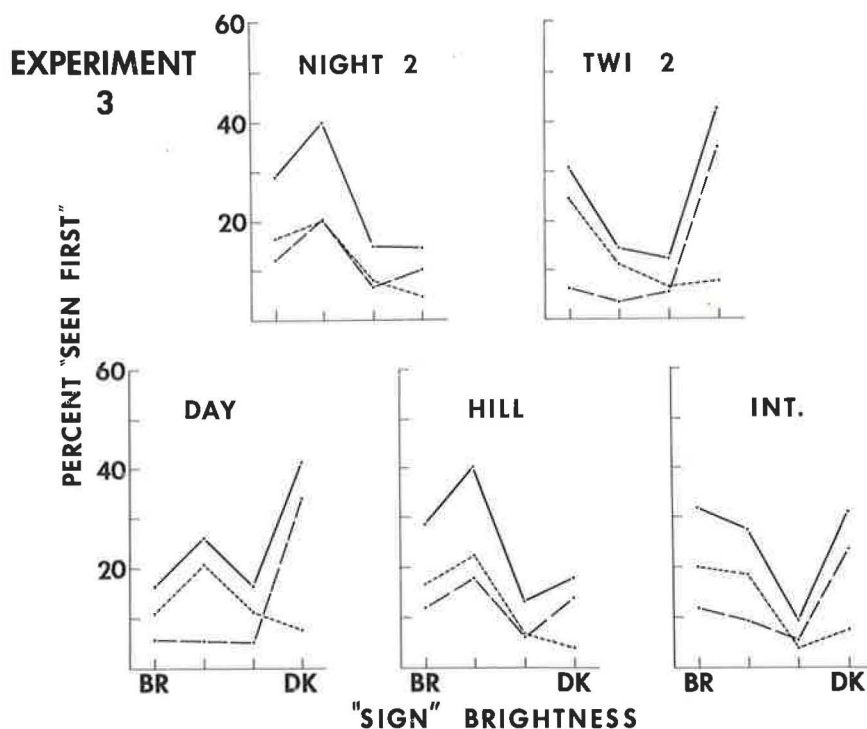 60
EXPERIMENT
3
NIGHT 2
TWI 2
40
20
PERCENT "SEEN FIRST"
60
DAY
HILL
INT.
40
20
BR DK BR DK BR DK
"SIGN" BRIGHTNESS